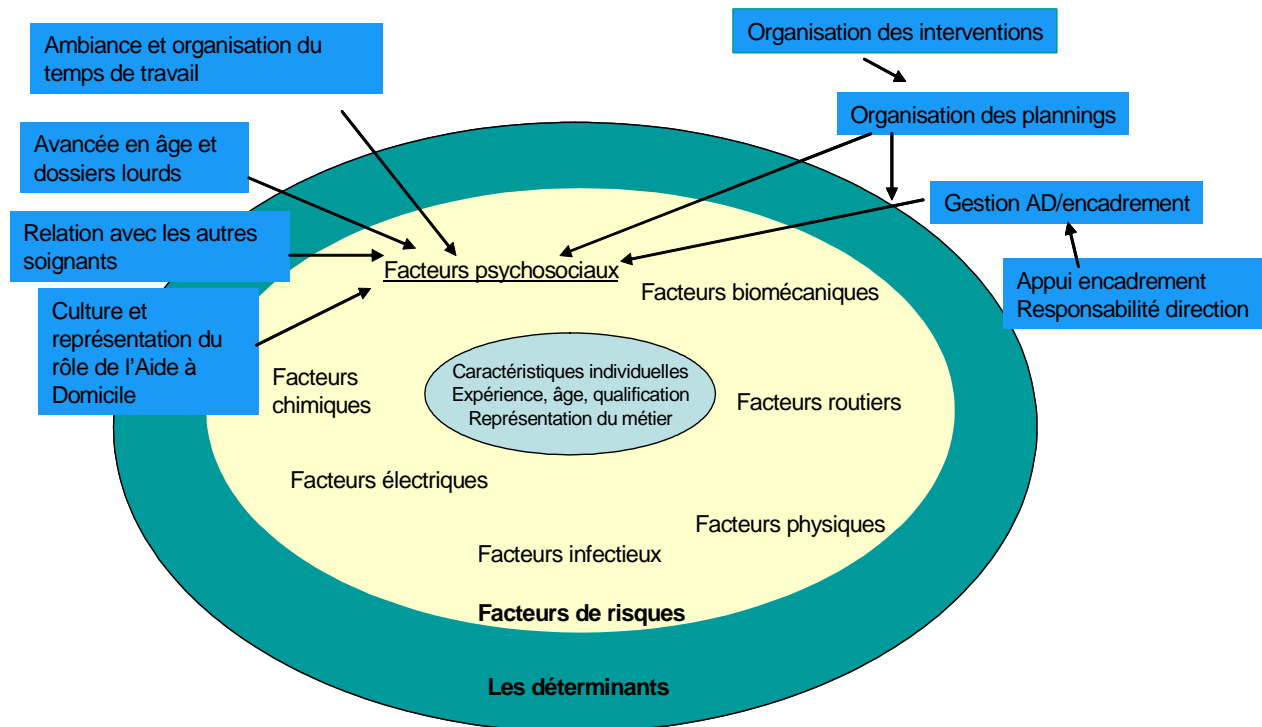 Ambiance et organisation du
temps de travail
Organisation des interventions
Organisation des plannings
Avancée en âge et
dossiers lourds
Gestion AD/encadrement
Relation avec les autres
soignants
Facteurs psychosociaux
Appui encadrement
Responsabilité direction
Facteurs biomécaniques
Culture et
représentation du
rôle de l’Aide à
Domicile
Facteurs
chimiques
Caractéristiques individuelles
Expérience, âge, qualification
Représentation du métier
Facteurs routiers
Facteurs électriques
Facteurs physiques
Facteurs infectieux
Facteurs de risques
Les déterminants